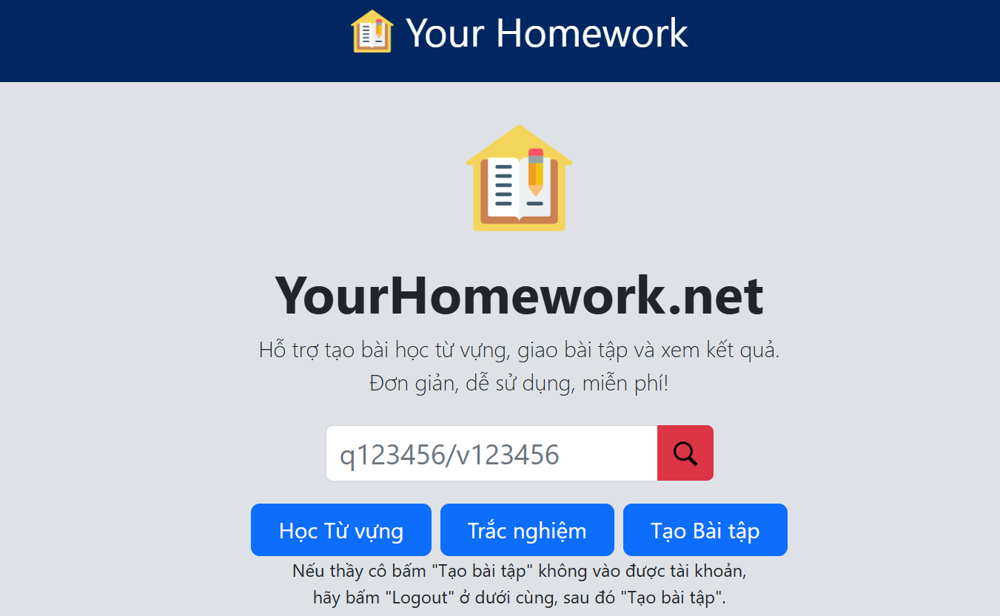 Your Homework
YourHomework.net
Hỗ trợ tạo bài học từ vựng, giao bài tập và xem kết quả.
Đơn giản, dễ sử dụng, miễn phí!
q123456/v123456
Học Từ vựng
Trắc nghiệm
Tạo Bài tập
Nếu thầy cô bấm "Tạo bài tập" không vào được tài khoản,
hãy bấm "Logout" ở dưới cùng, sau đó "Tạo bài tập".